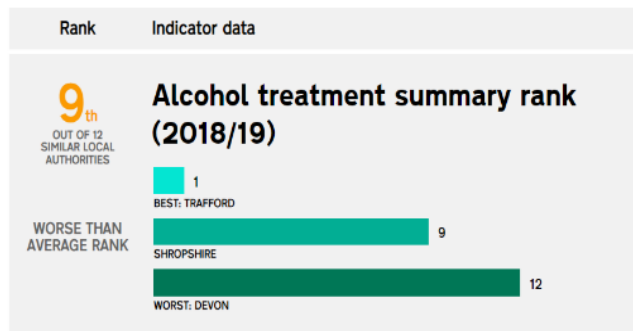 Rank Indicator data
9th
OUT OF 12
SIMILAR LOCAL
AUTHORITIES
WORSE THAN
AVERAGE RANK
Alcohol treatment summary rank
(2018/19)
1
BEST: TRAFFORD
9
SHROPSHIRE
12
WORST: DEVON